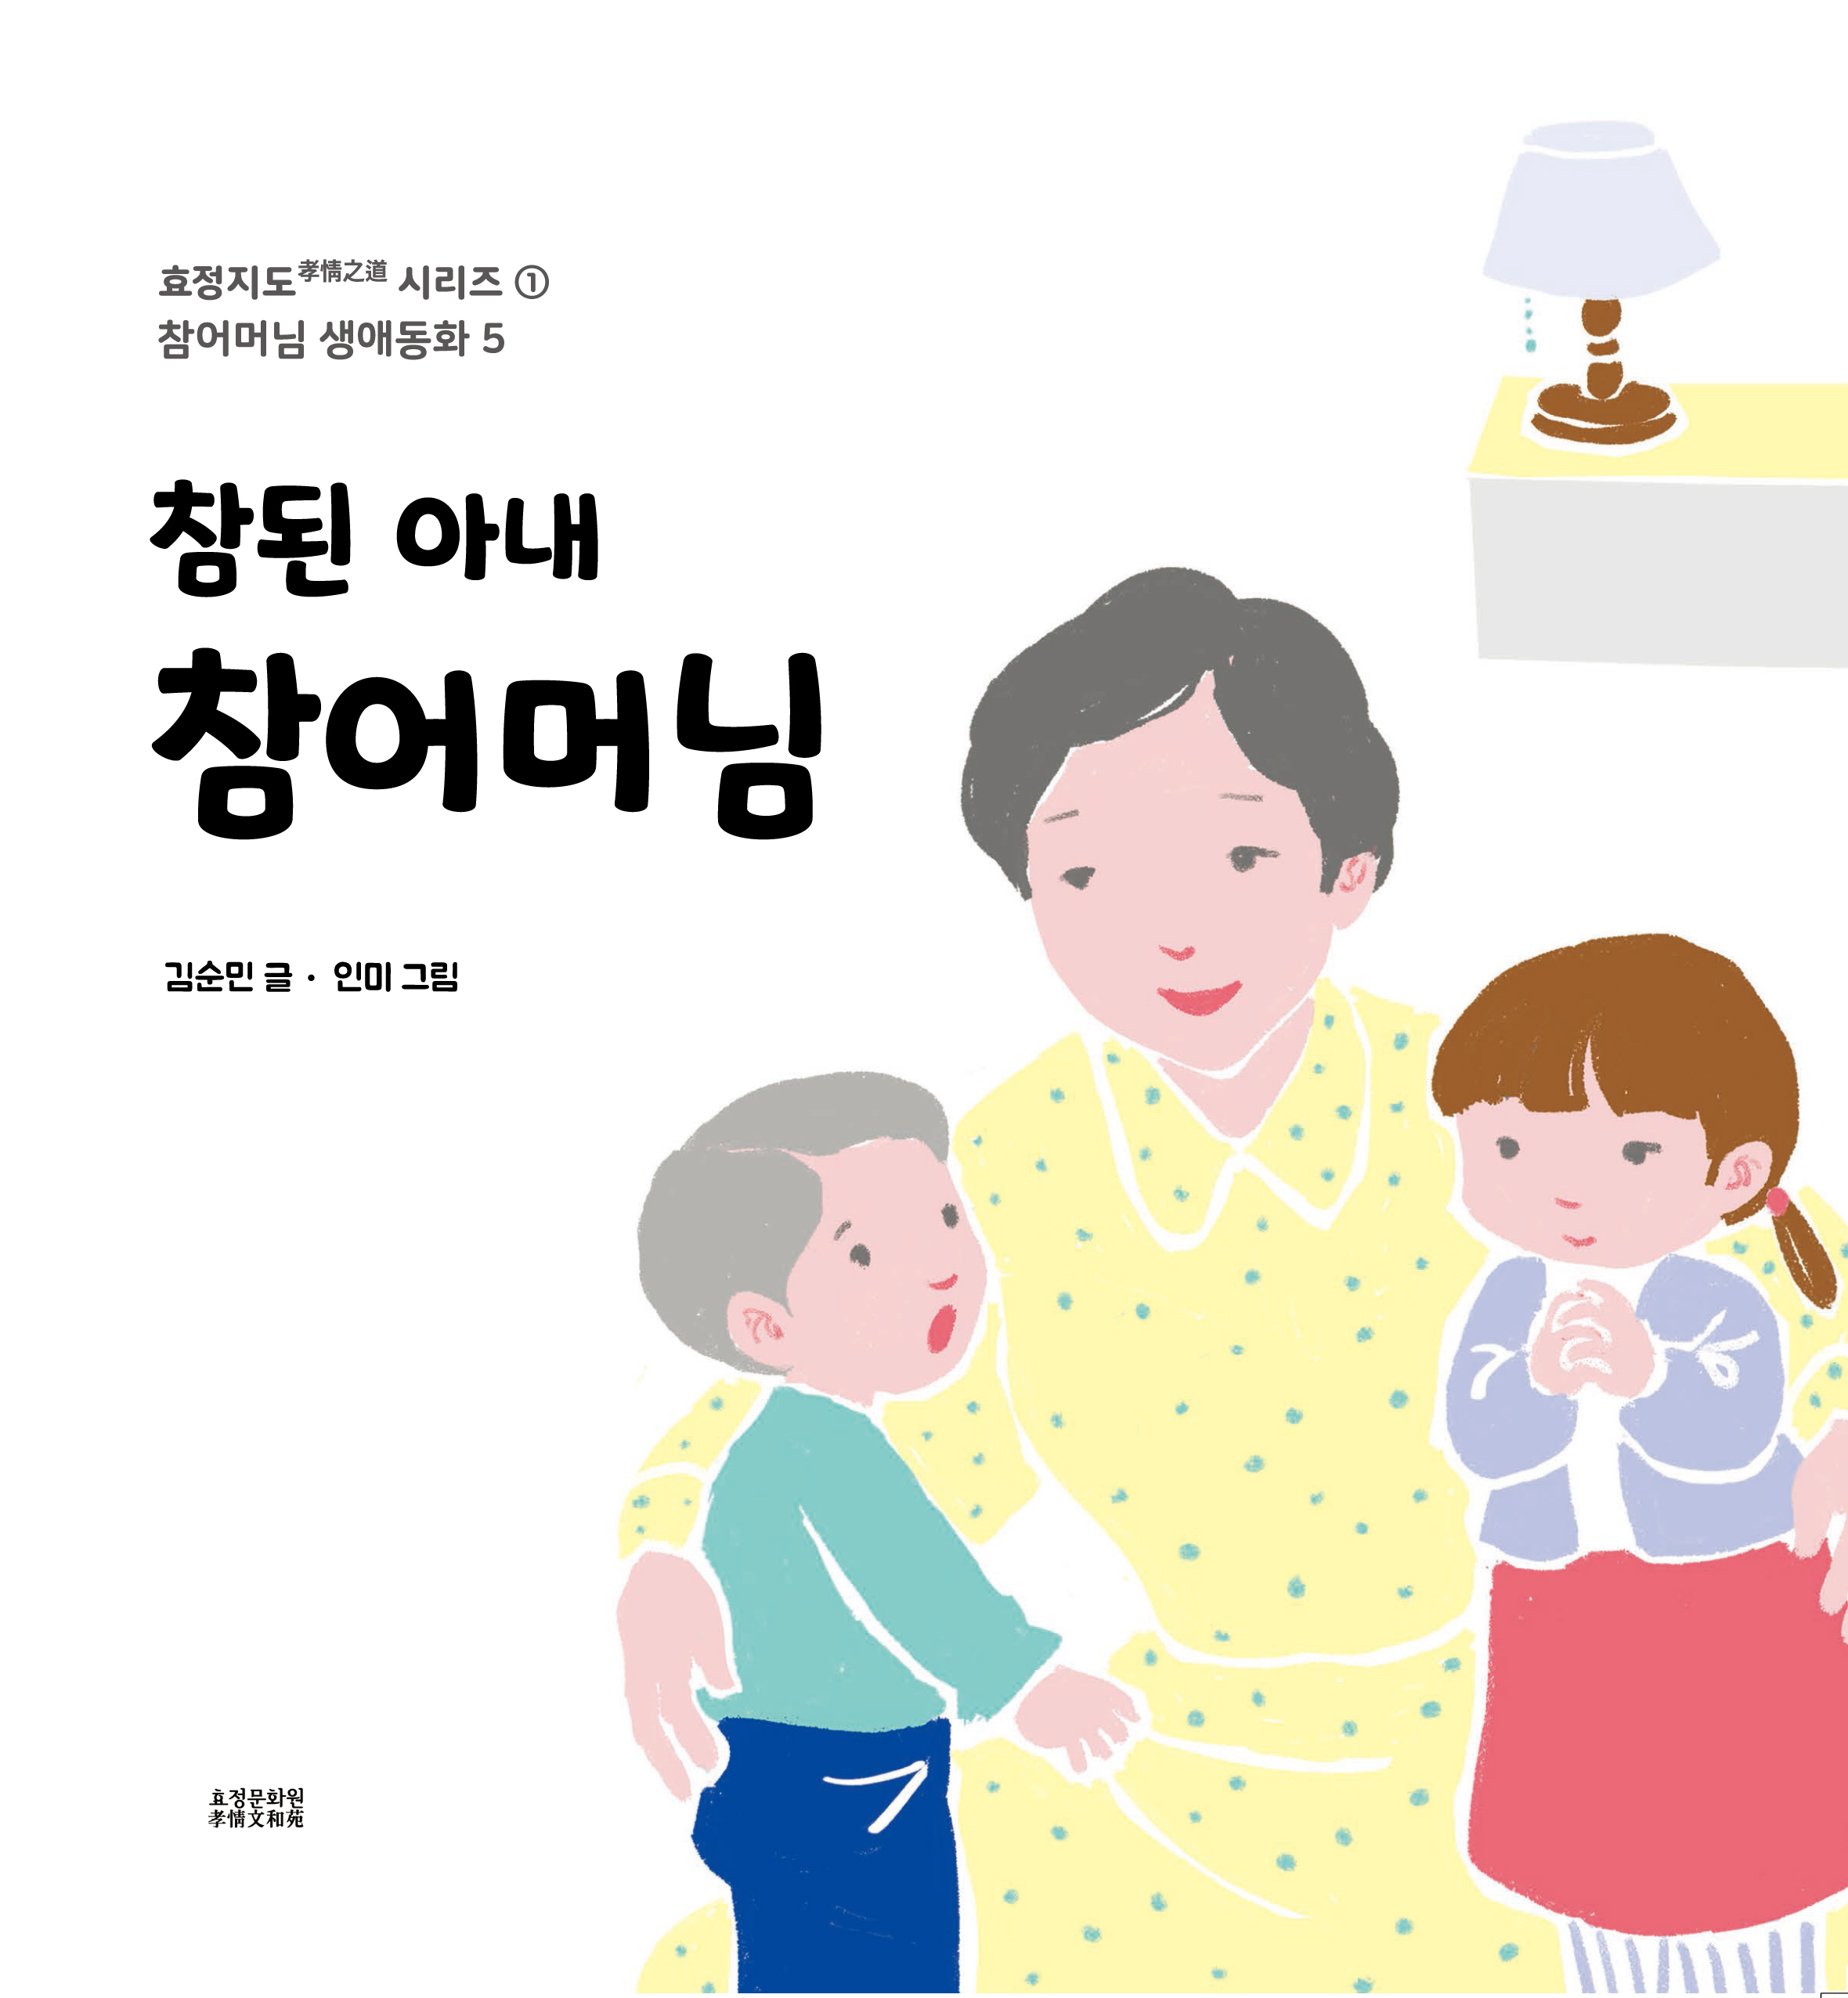 효정지도孝情之道 시리즈 ①
참어머님 생애동화 5
참된 아내
참어머님
김순민 글 · 인미 그림
효정문화원
孝情文和苑